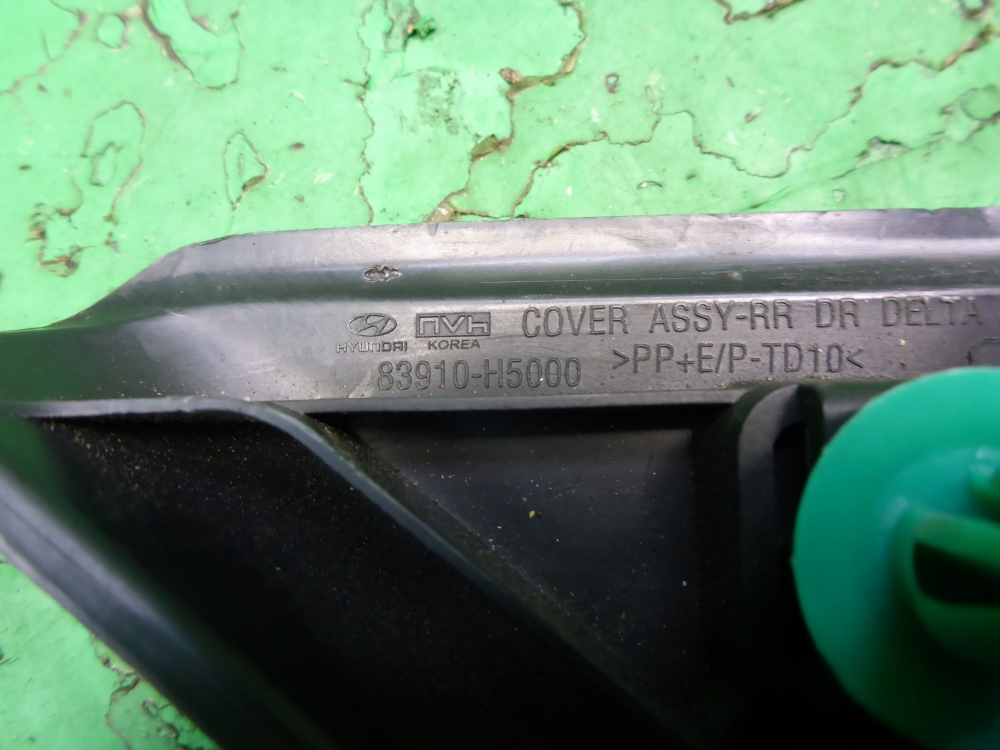 NVH COVER ASSY-RR DR DELTA
HYUNDAI KOREA
83910-H5000 >PP+E/P-TD10<